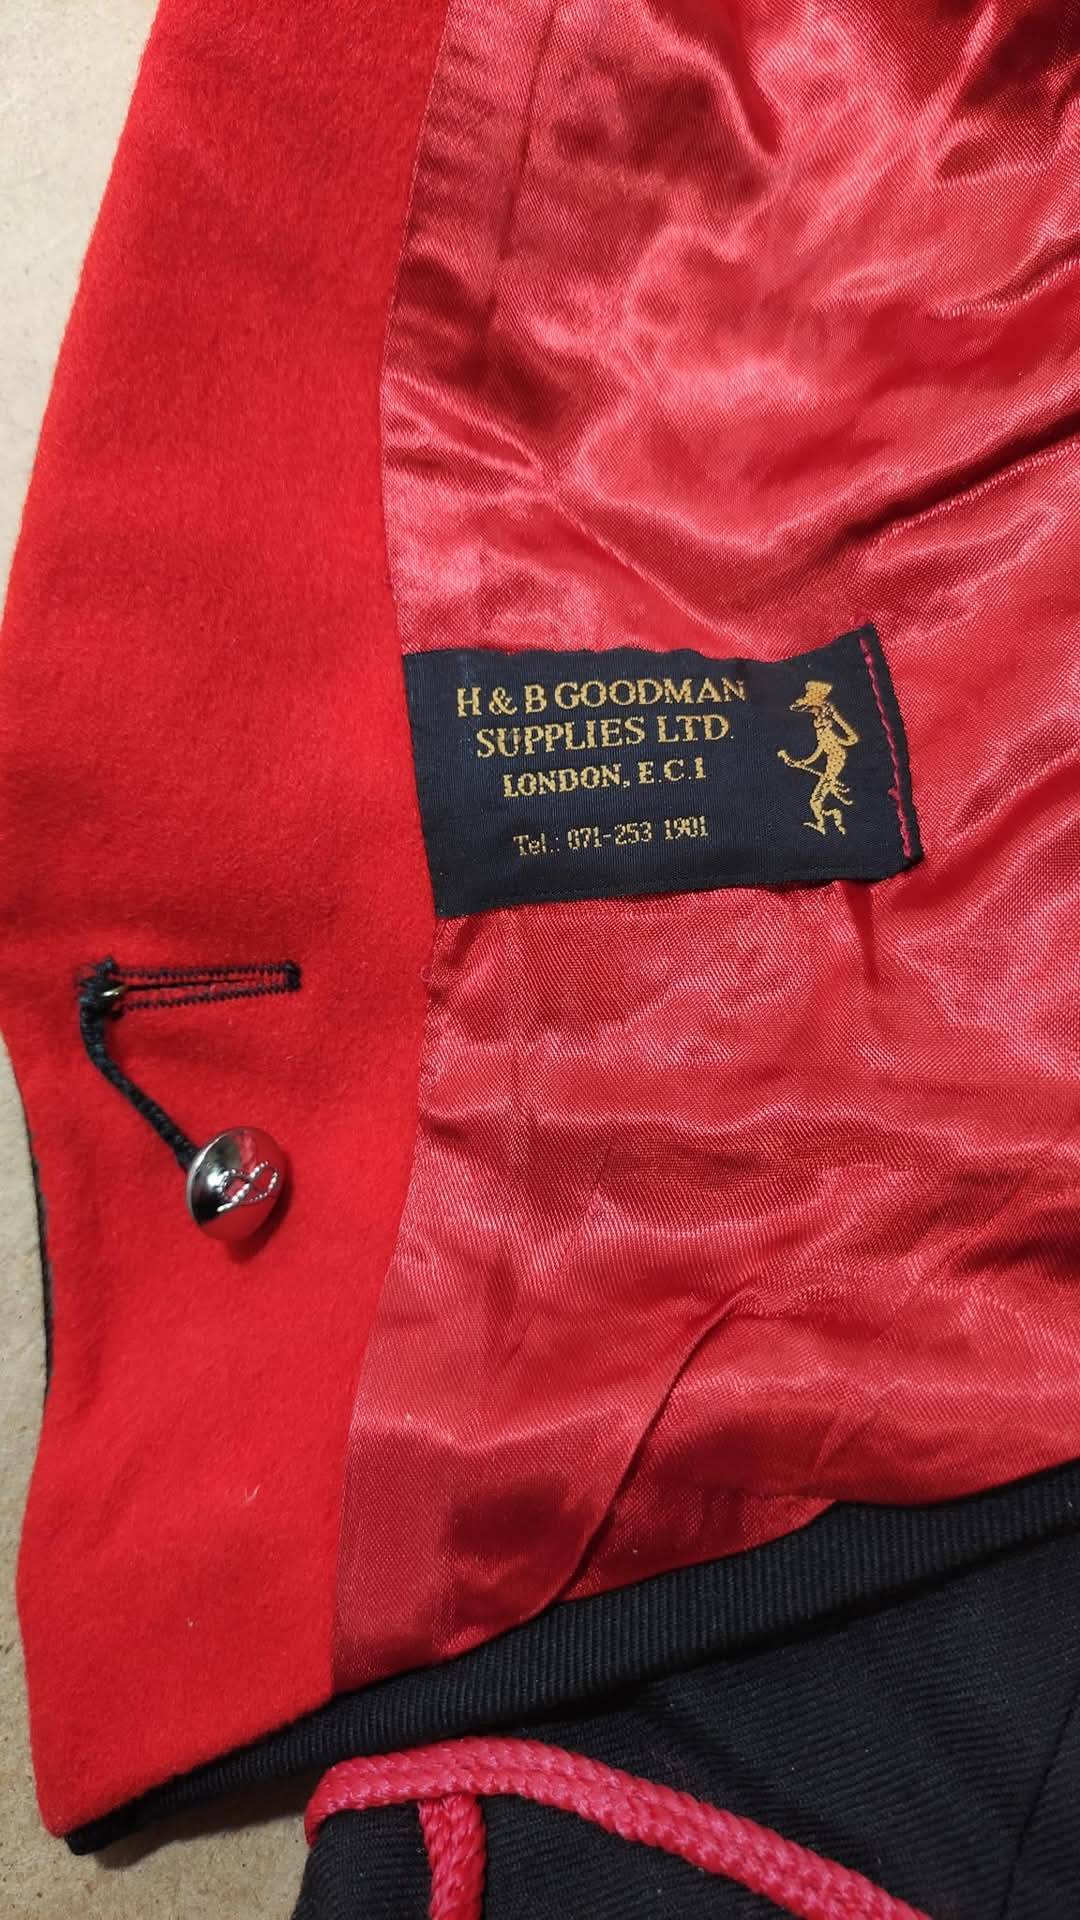 H & B GOODMAN
SUPPLIES LTD.
LONDON, E.C.1
Tel.: 071-253 1901